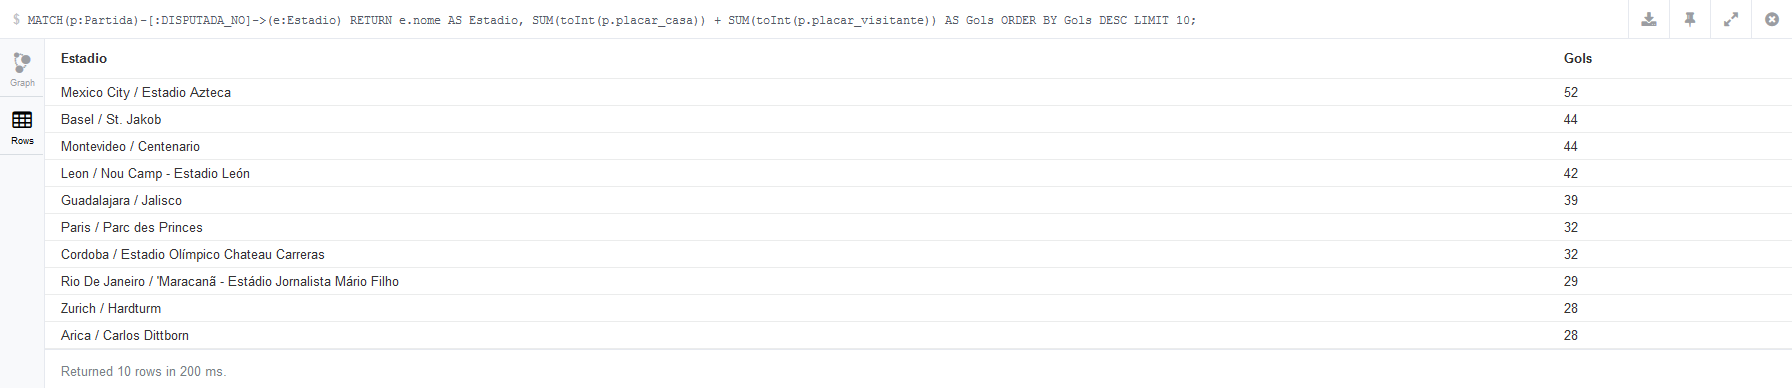 $ MATCH(p:Partida)-[:DISPUTADA_NO]->(e:Estadio) RETURN e.nome AS Estadio, SUM(toInt(p.placar_casa)) + SUM(toInt(p.placar_visitante)) AS Gols ORDER BY Gols DESC LIMIT 10;
Graph
Rows
Estadio Gols
Mexico City / Estadio Azteca 52
Basel / St. Jakob 44
Montevideo / Centenario 44
Leon / Nou Camp - Estadio León 42
Guadalajara / Jalisco 39
Paris / Parc des Princes 32
Cordoba / Estadio Olímpico Chateau Carreras 32
Rio De Janeiro / 'Maracanã - Estádio Jornalista Mário Filho 29
Zurich / Hardturm 28
Arica / Carlos Dittborn 28
Returned 10 rows in 200 ms.